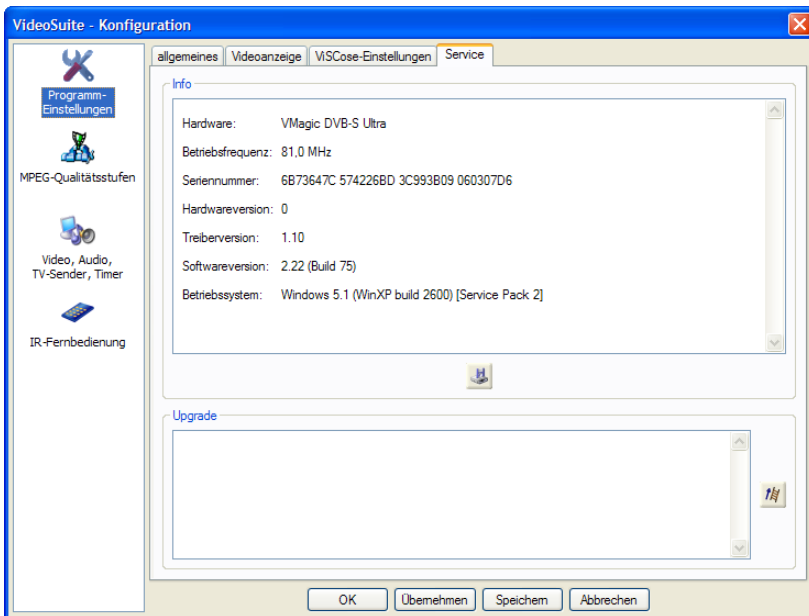 VideoSuite - Konfiguration
Programm-
Einstellungen
MPEG-Qualitätsstufen
Video, Audio,
TV-Sender, Timer
IR-Fernbedienung
allgemeines Videoanzeige ViSCose-Einstellungen Service
Info
Hardware: VMagic DVB-S Ultra
Betriebsfrequenz: 81,0 MHz
Seriennummer: 6B73647C 574226BD 3C993B09 060307D6
Hardwareversion: 0
Treiberversion: 1.10
Softwareversion: 2.22 (Build 75)
Betriebssystem: Windows 5.1 (WinXP build 2600) [Service Pack 2]
H
Upgrade
OK Übernehmen Speichern Abbrechen